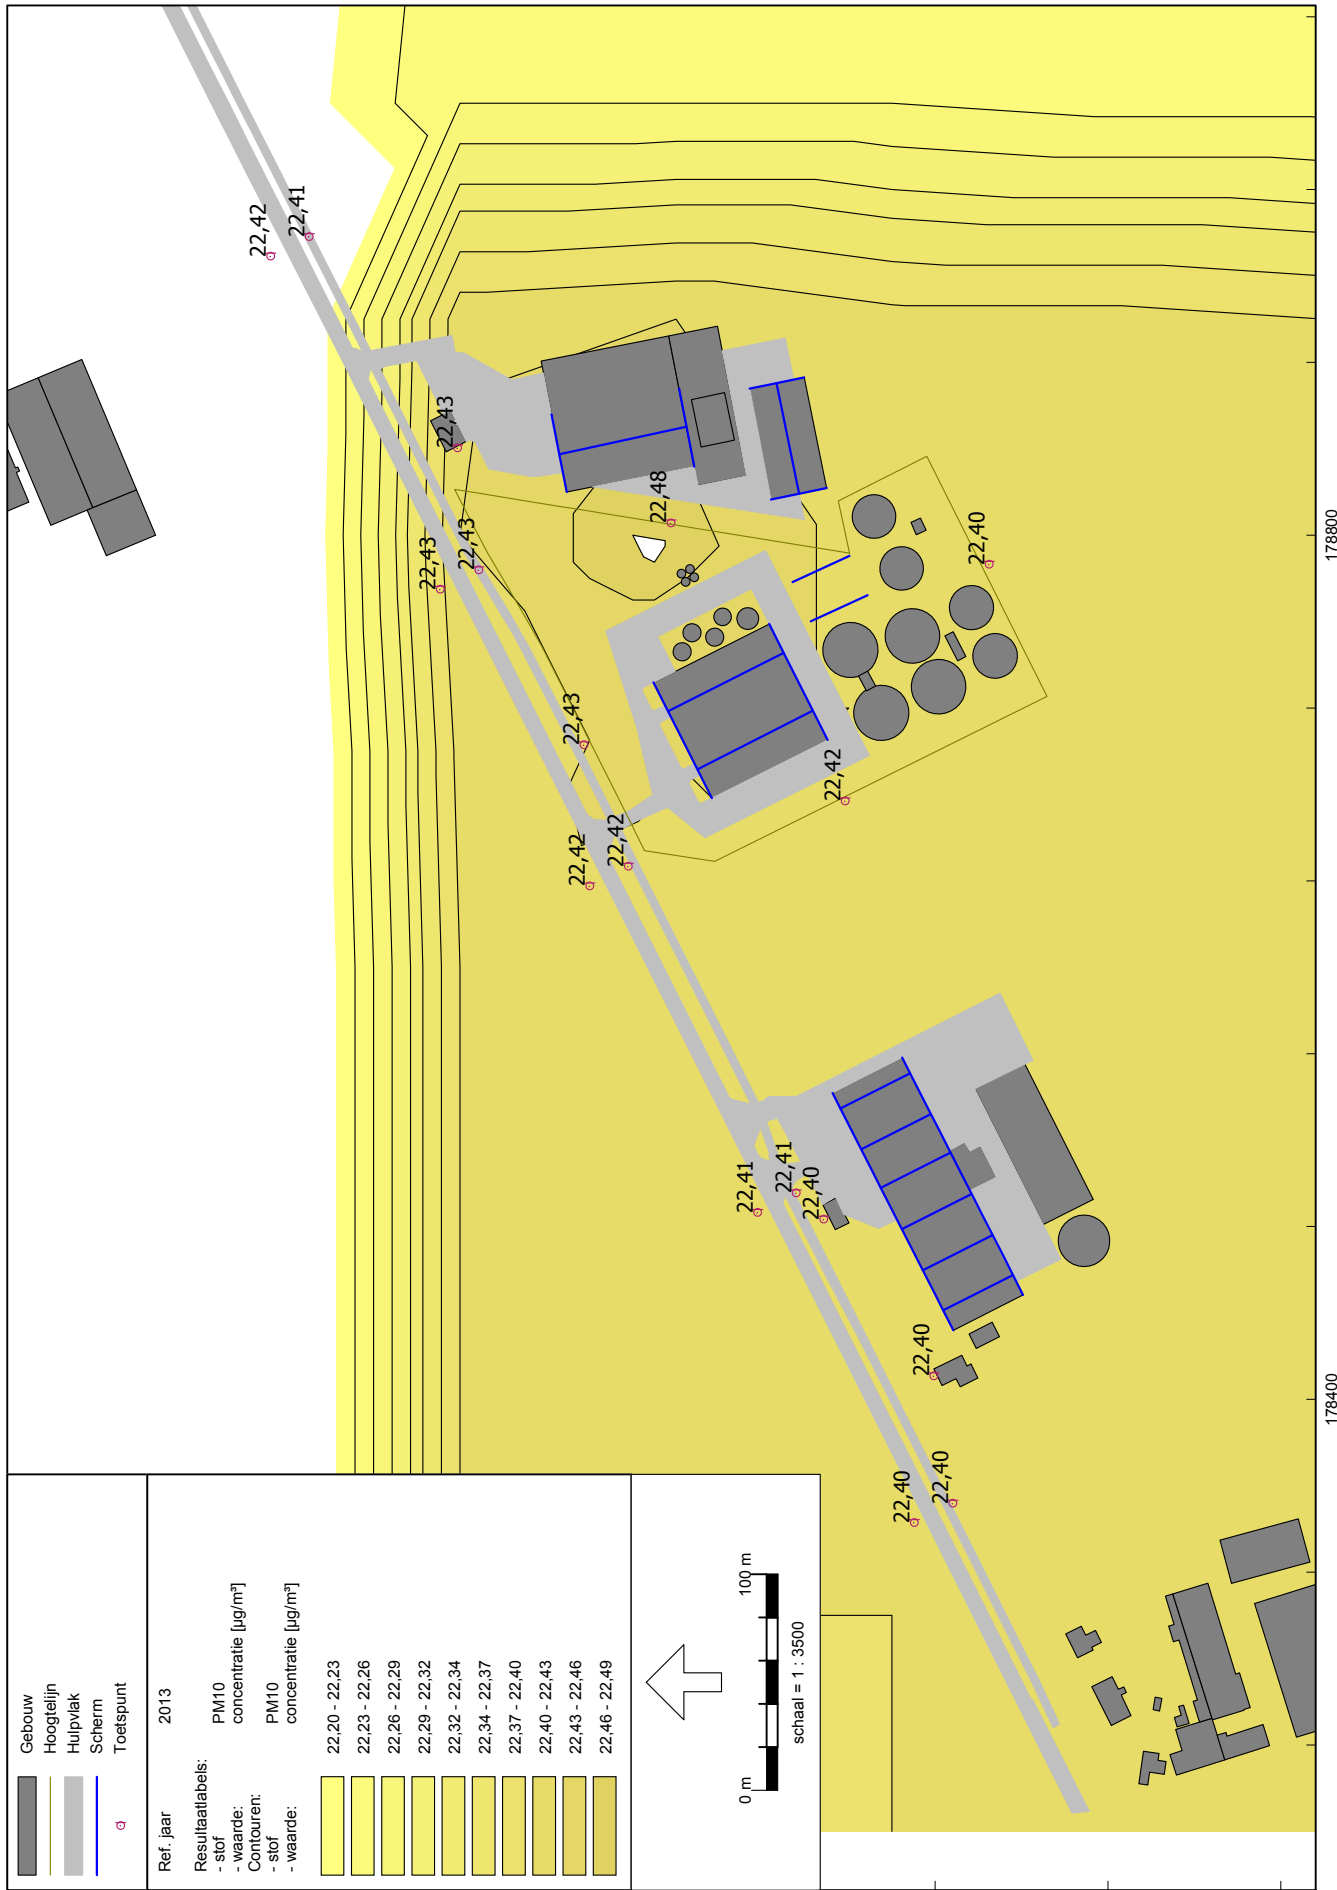 Gebouw
Hoogtelijn
Hulpvlak
Scherm
Toetspunt
Ref. jaar 2013
Resultaatlabels:
- stof PM10
- waarde: concentratie [µg/m³]
Contouren:
- stof PM10
- waarde: concentratie [µg/m³]
22,20 - 22,23
22,23 - 22,26
22,26 - 22,29
22,29 - 22,32
22,32 - 22,34
22,34 - 22,37
22,37 - 22,40
22,40 - 22,43
22,43 - 22,46
22,46 - 22,49
0 m 100 m
schaal = 1 : 3500
22,42
22,41
22,43
22,43
22,43
22,48
22,43
22,40
22,42
22,42
22,42
22,41
22,41
22,40
22,40
22,40
22,40
178400
178800